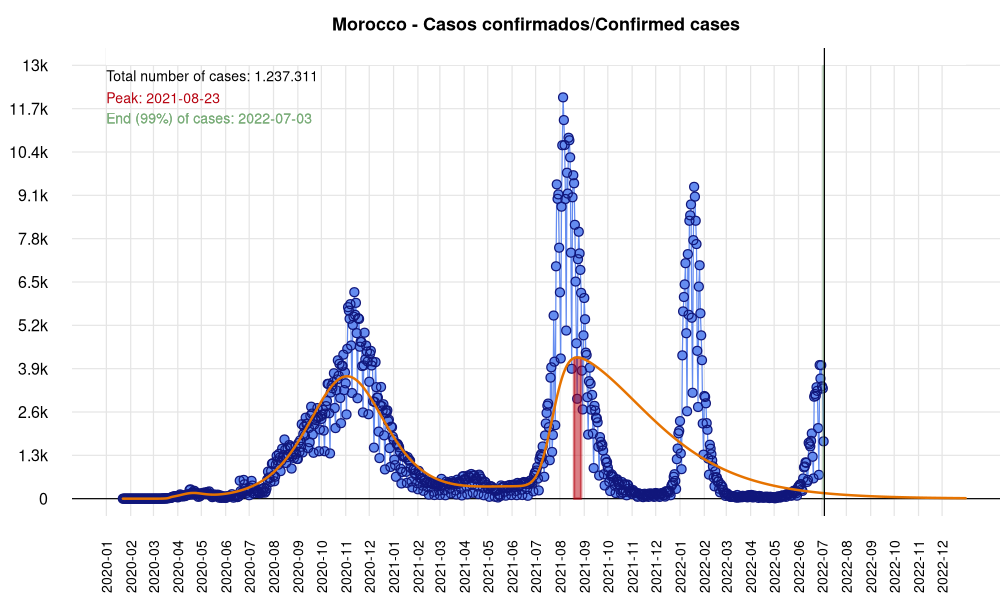 Morocco - Casos confirmados/Confirmed cases
Total number of cases: 1.237.311
Peak: 2021-08-23
End (99%) of cases: 2022-07-03
13k
11.7k
10.4k
9.1k
7.8k
6.5k
5.2k
3.9k
2.6k
1.3k
0
2020-01
2020-02
2020-03
2020-04
2020-05
2020-06
2020-07
2020-08
2020-09
2020-10
2020-11
2020-12
2021-01
2021-02
2021-03
2021-04
2021-05
2021-06
2021-07
2021-08
2021-09
2021-10
2021-11
2021-12
2022-01
2022-02
2022-03
2022-04
2022-05
2022-06
2022-07
2022-08
2022-09
2022-10
2022-11
2022-12